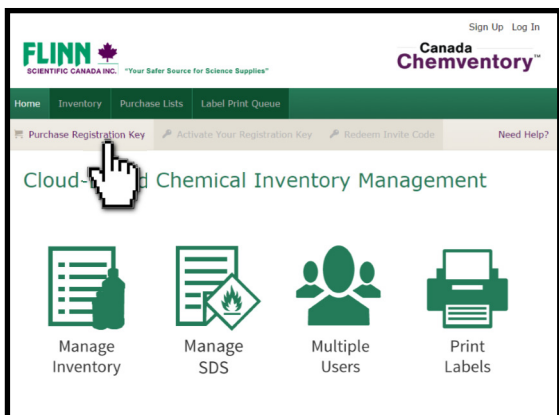 Sign Up Log In
FLINN
SCIENTIFIC CANADA INC.
"Your Safer Source for Science Supplies"
Canada
Chemventory™
Home Inventory Purchase Lists Label Print Queue
Purchase Registration Key Activate Your Registration Key Redeem Invite Code Need Help?
Chemical Inventory Management
Manage Inventory
Manage SDS
Multiple Users
Print Labels